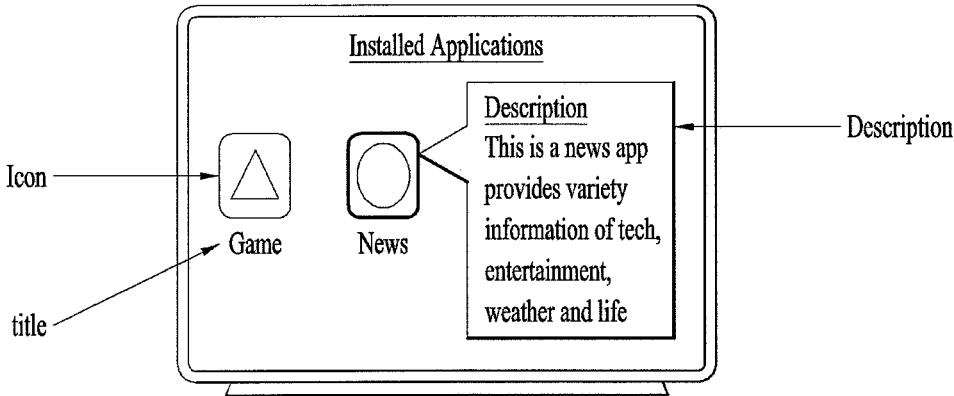 Installed Applications
Description
This is a news app
provides variety
information of tech,
entertainment,
weather and life
Description
Icon
Game
News
title